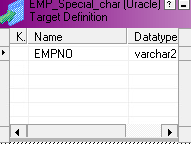 EMP_Special_char (Oracle)
Target Definition
K. Name Datatype
EMPNO varchar2